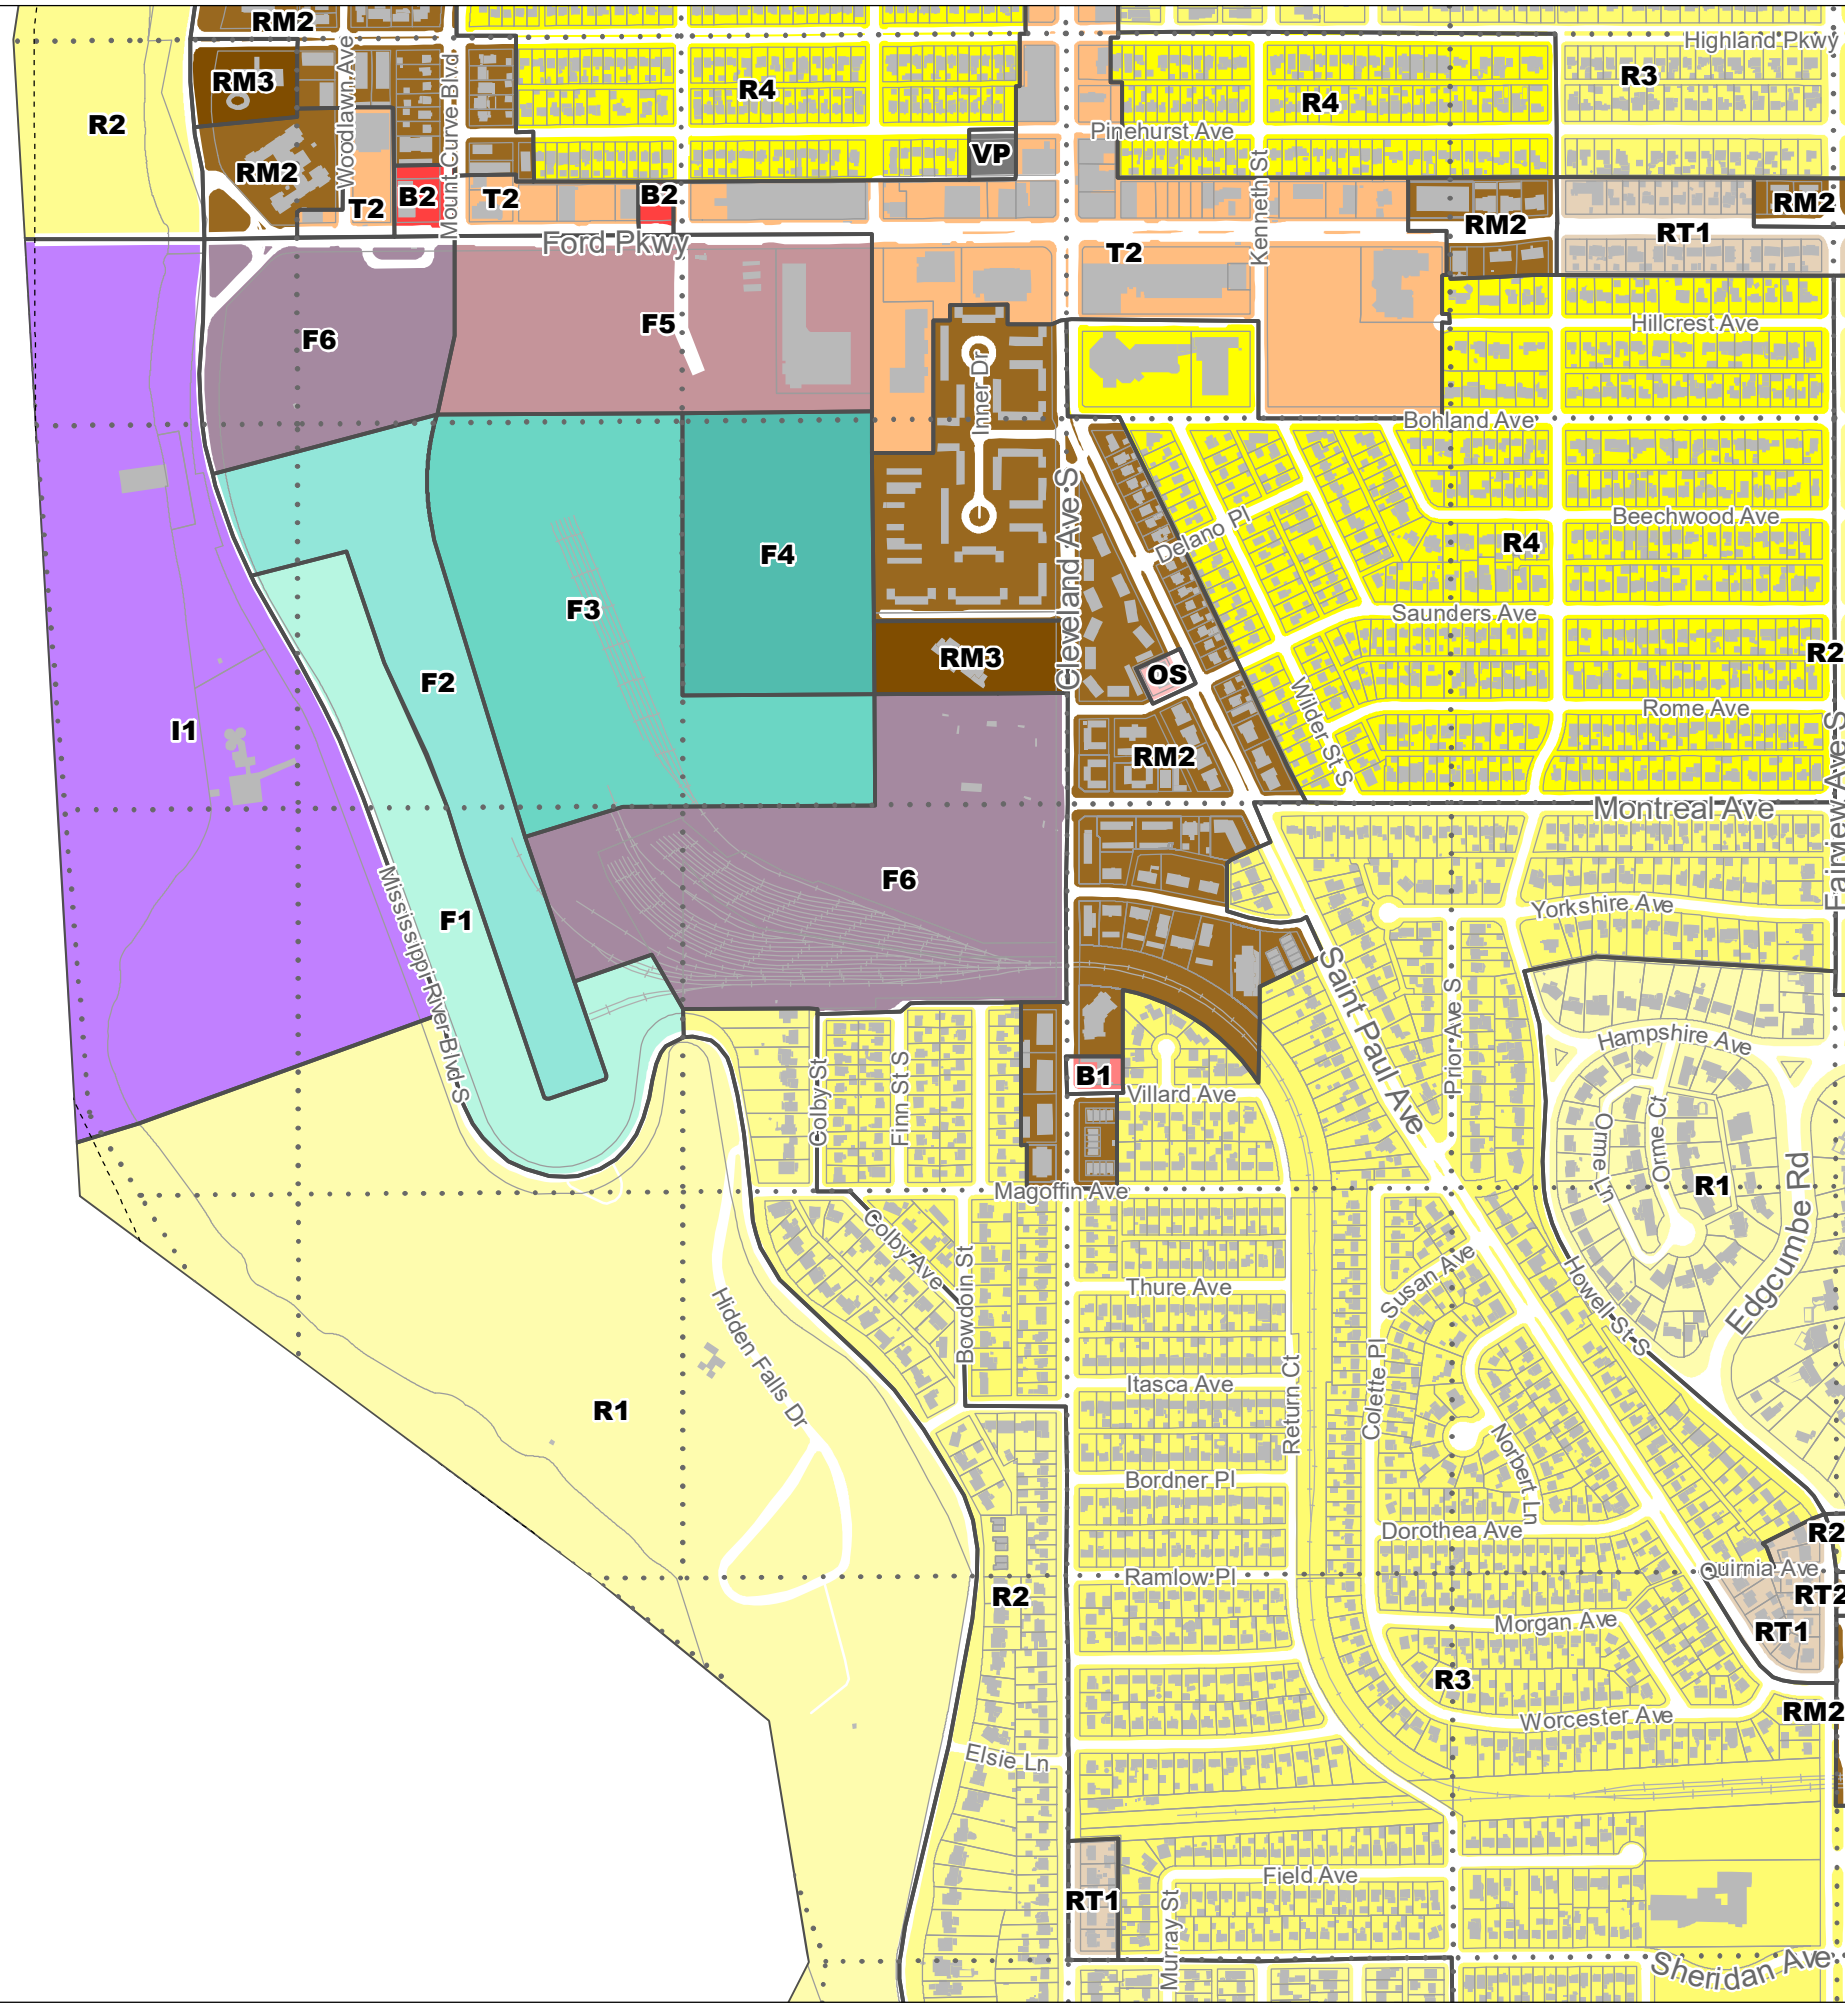 RM2
Highland Pkwy
RM3
R4
R3
R4
R2
Woodlawn Ave
Mount Curve Blvd
Pinehurst Ave
VP
RM2
Kenneth St
T2
B2
T2
B2
RM2
RM2
RT1
Ford Pkwy
T2
F6
F5
Hillcrest Ave
Inner Dr
Bohland Ave
Cleveland Ave S
Beechwood Ave
Delano Pl
R4
F4
F3
Saunders Ave
RM3
OS
R2
F2
Wilder St S
Rome Ave
I1
RM2
Fairview Ave S
Montreal Ave
F6
Mississippi River Blvd S
F1
Yorkshire Ave
Saint Paul Ave
Prior Ave S
Hampshire Ave
Colby St
Finn St S
B1
Villard Ave
Orme Ln
Orme Ct
R1
Edgcumbe Rd
Magoffin Ave
Colby Ave
Bowdoin St
Thure Ave
Susan Ave
Howell St S
Hidden Falls Dr
R1
Itasca Ave
Return Ct
Colette Pl
Norbert Ln
Bordner Pl
Dorothea Ave
R2
Quirnia Ave
Ramlow Pl
R2
RT2
Morgan Ave
RT1
R3
RM2
Worcester Ave
Elsie Ln
Field Ave
RT1
Murray St
Sheridan Ave